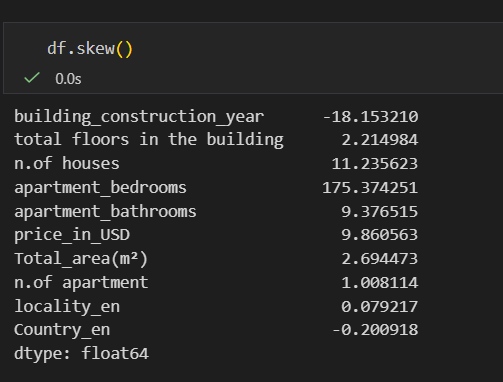 df.skew()
✓ 0.0s
building_construction_year -18.153210
total floors in the building 2.214984
n.of houses 11.235623
apartment_bedrooms 175.374251
apartment_bathrooms 9.376515
price_in_USD 9.860563
Total_area(m²) 2.694473
n.of apartment 1.008114
locality_en 0.079217
Country_en -0.200918
dtype: float64